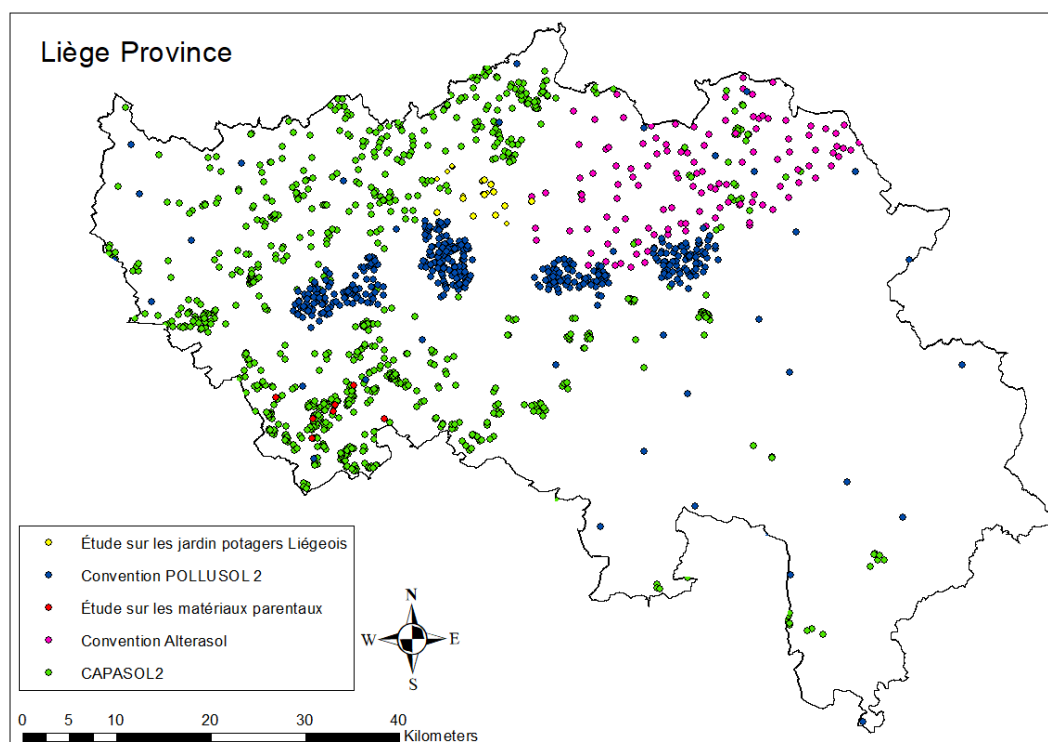 Liège Province
Étude sur les jardin potagers Liégeois
Convention POLLUSOL 2
Étude sur les matériaux parentaux
Convention Alterasol
CAPASOL2
N
W E
S
0 5 10 20 30 40
Kilometers